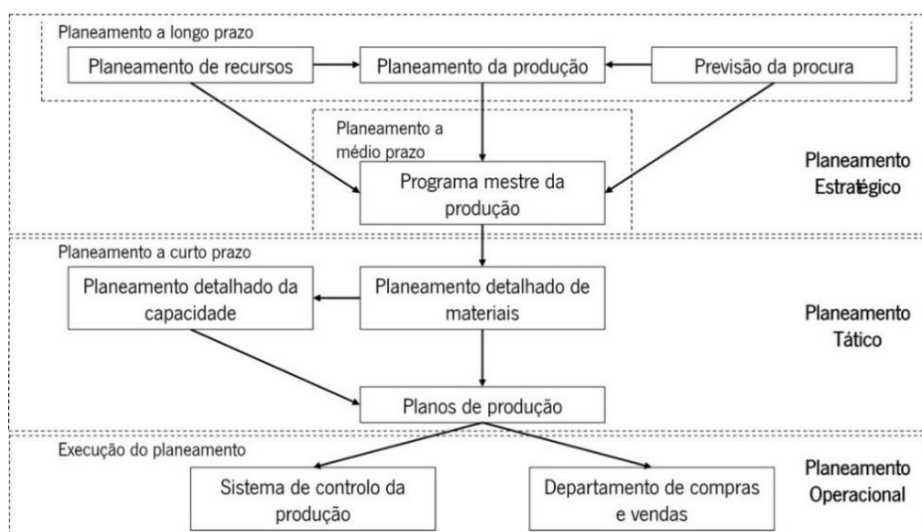 Planeamento a longo prazo
Planeamento de recursos
Planeamento da produção
Previsão da procura
Planeamento a
médio prazo
Programa mestre da
produção
Planeamento
Estratégico
Planeamento a curto prazo
Planeamento detalhado da
capacidade
Planeamento detalhado de
materiais
Planeamento
Tático
Planos de produção
Execução do planeamento
Sistema de controlo da
produção
Departamento de compras
e vendas
Planeamento
Operacional